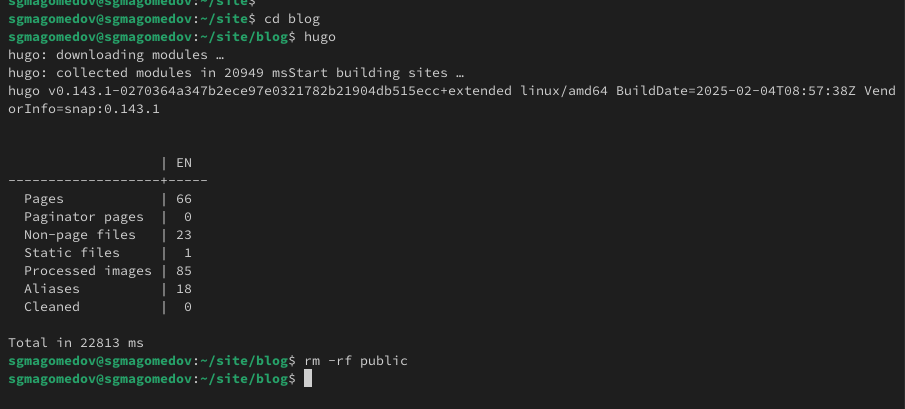 sgmagomedov@sgmagomedov:~/site$
sgmagomedov@sgmagomedov:~/site$ cd blog
sgmagomedov@sgmagomedov:~/site/blog$ hugo
hugo: downloading modules …
hugo: collected modules in 20949 msStart building sites …
hugo v0.143.1-0270364a347b2ece97e0321782b21904db515ecc+extended linux/amd64 BuildDate=2025-02-04T08:57:38Z Vend
orInfo=snap:0.143.1
                   | EN
-------------------+-----
  Pages            | 66
  Paginator pages  |  0
  Non-page files   | 23
  Static files     |  1
  Processed images | 85
  Aliases          | 18
  Cleaned          |  0
Total in 22813 ms
sgmagomedov@sgmagomedov:~/site/blog$ rm -rf public
sgmagomedov@sgmagomedov:~/site/blog$